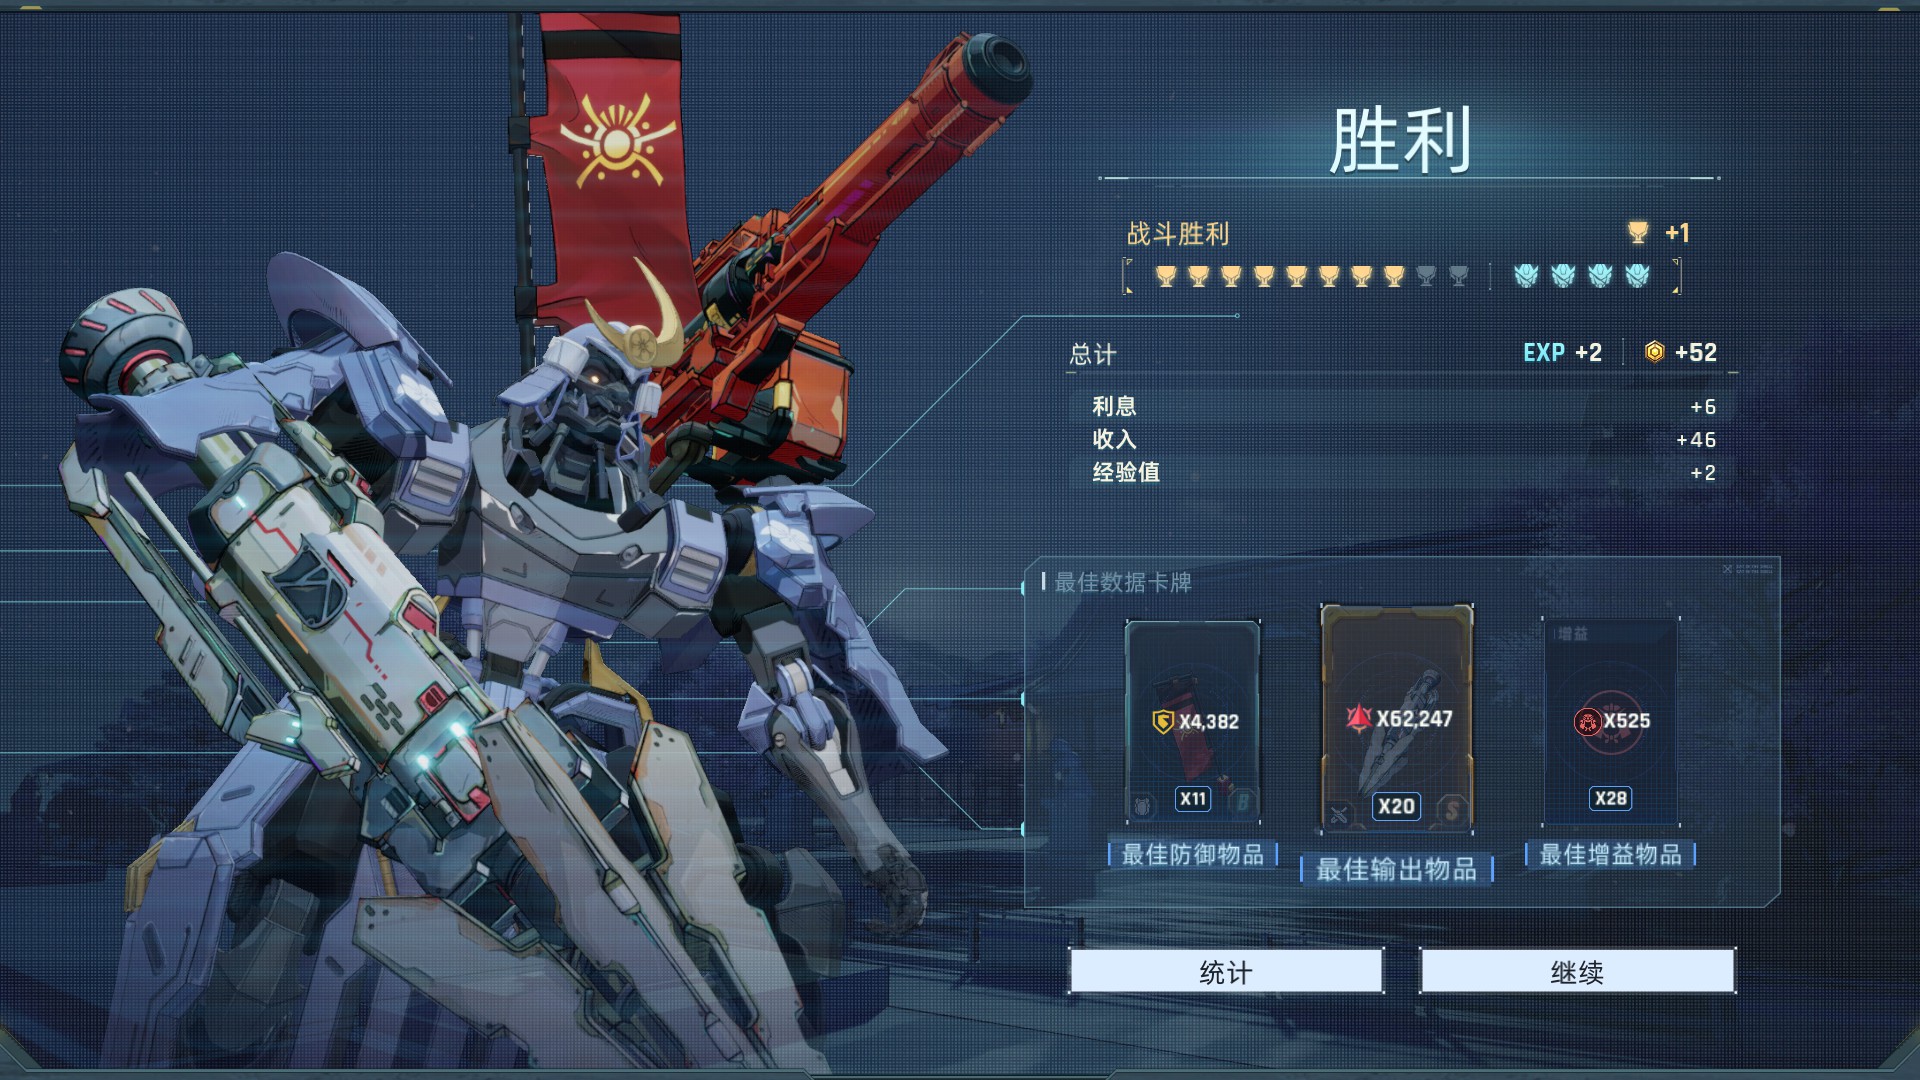 胜利
战斗胜利 +1
总计 EXP +2 +52
利息 +6
收入 +46
经验值 +2
最佳数据卡牌
X4,382
X11
B
最佳防御物品
X62,247
X20
S
最佳输出物品
增益
X525
X28
最佳增益物品
统计 继续